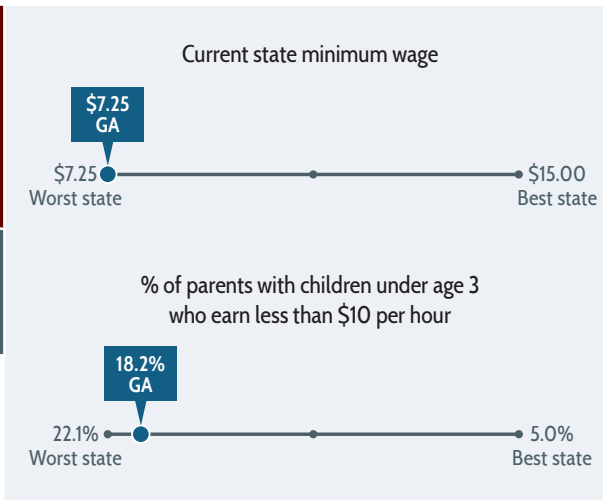 Current state minimum wage
$7.25
GA
$7.25
$15.00
Worst state
Best state
% of parents with children under age 3
who earn less than $10 per hour
18.2%
GA
22.1%
5.0%
Worst state
Best state